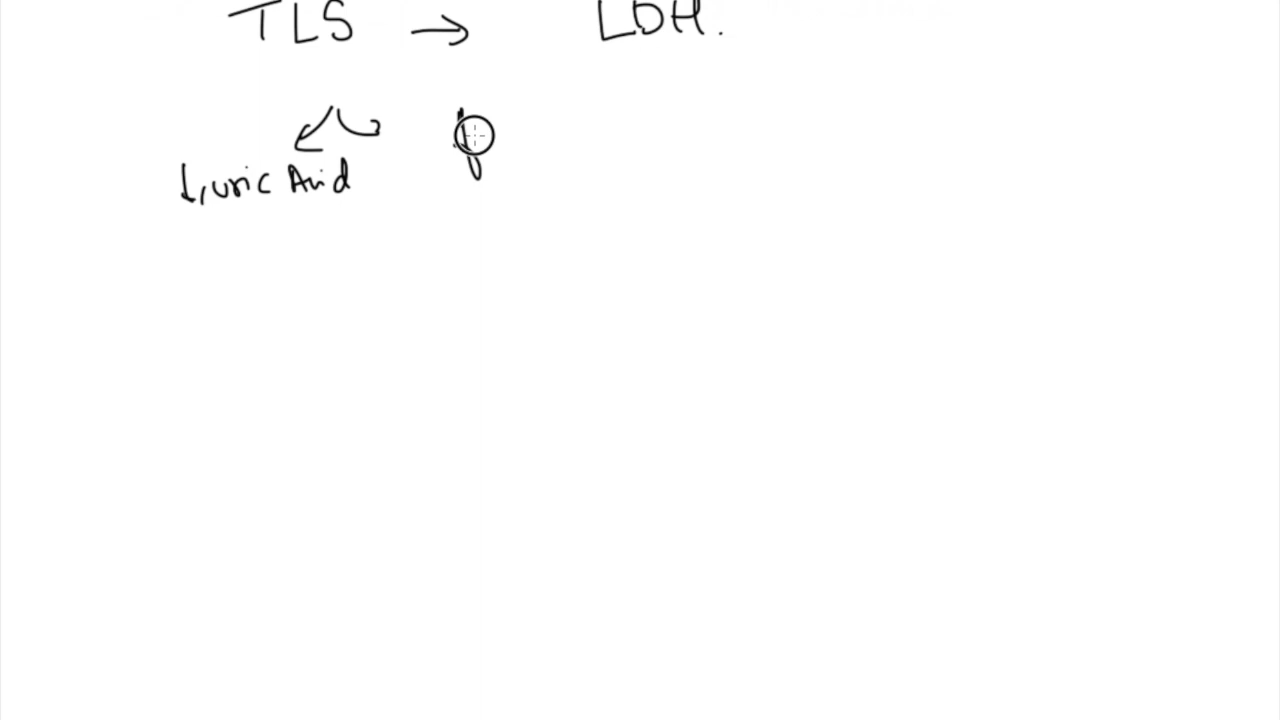 TLS → LDH.
↓ uric Acid